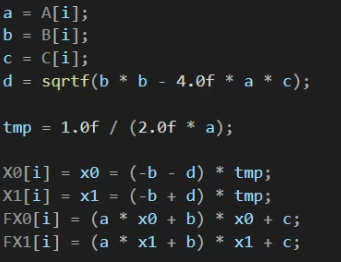 a = A[i];
b = B[i];
c = C[i];
d = sqrtf(b * b - 4.0f * a * c);
tmp = 1.0f / (2.0f * a);
X0[i] = x0 = (-b - d) * tmp;
X1[i] = x1 = (-b + d) * tmp;
FX0[i] = (a * x0 + b) * x0 + c;
FX1[i] = (a * x1 + b) * x1 + c;